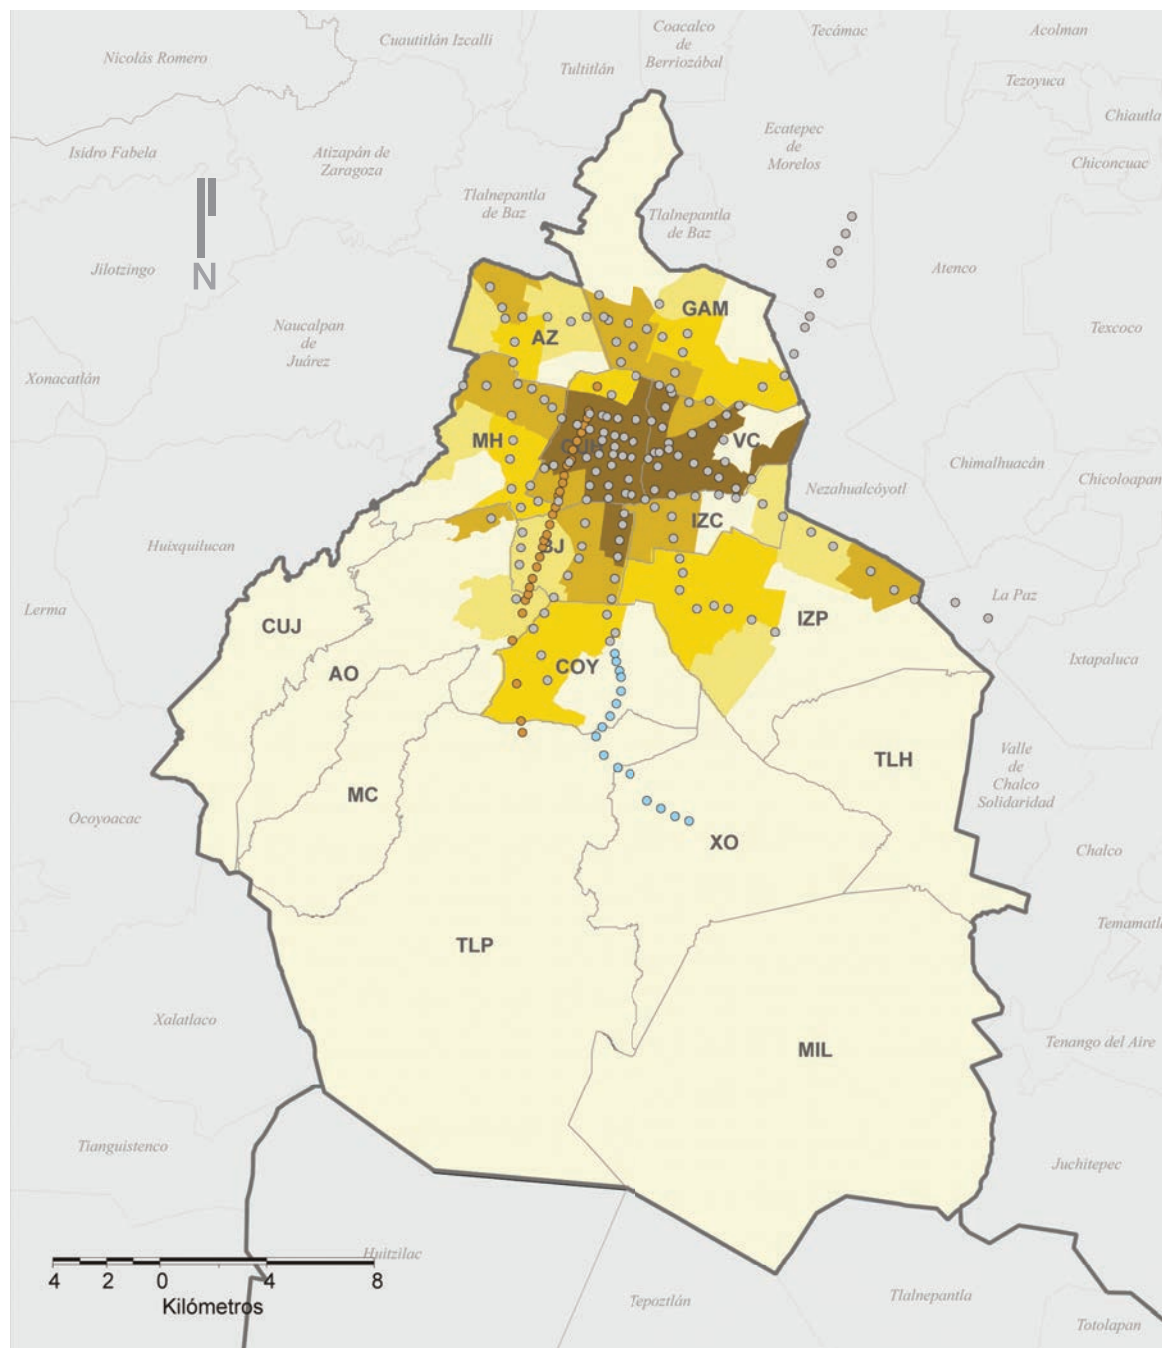 Coacalco
de
Berriozábal
Tecámac
Acolman
Cuautitlán Izcalli
Nicolás Romero
Tultitlán
Tezoyuca
Chiautla
Ecatepec
de
Morelos
Isidro Fabela
Atizapán de
Zaragoza
Chiconcuac
Tlalnepantla
de Baz
Tlalnepantla
de Baz
N
Jilotzingo
Atenco
GAM
Naucalpan
de
Juárez
AZ
Texcoco
Xonacatlán
MH
VC
Chimalhuacán
Chicoloapan
Nezahualcóyotl
IZC
Huixquilucan
BJ
La Paz
Lerma
CUJ
IZP
AO
COY
Ixtapaluca
TLH
Valle
de
Chalco
Solidaridad
MC
Ocoyoacac
XO
Chalco
TLP
Xalatlaco
MIL
Tenango del Aire
Tianguistenco
Juchitepec
Huitzilac
4 2 0 4 8
Kilómetros
Tepoztlán
Tlalnepantla
Totolapan